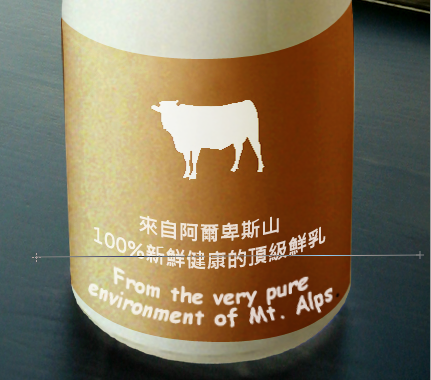 來自阿爾卑斯山
100%新鮮健康的頂級鮮乳
From the very pure
environment of Mt. Alps.